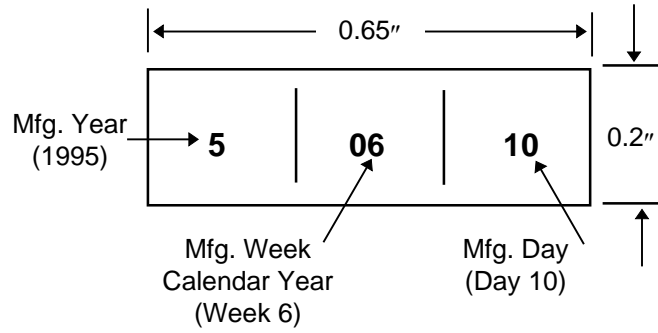 0.65″
Mfg. Year
(1995)
5 06 10
0.2″
Mfg. Week
Calendar Year
(Week 6)
Mfg. Day
(Day 10)